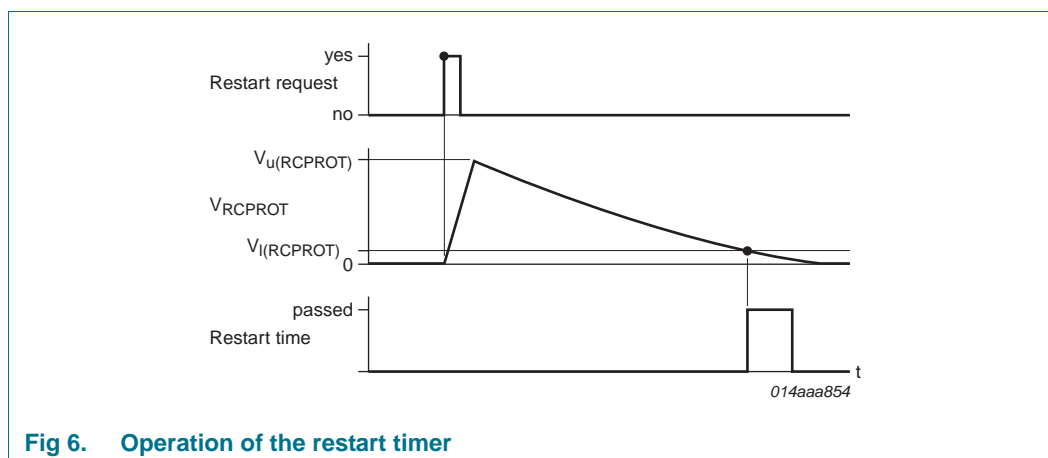 yes
Restart request
no
Vu(RCPROT)
VRCPROT
Vl(RCPROT)
0
passed
Restart time
t
014aaa854
Fig 6. Operation of the restart timer